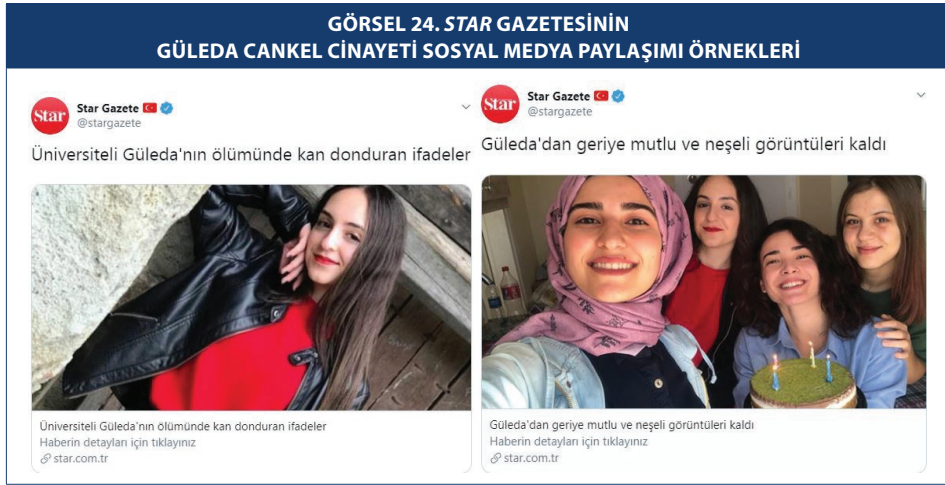 GÖRSEL 24. STAR GAZETESİNİN
GÜLEDA CANKEL CİNAYETİ SOSYAL MEDYA PAYLAŞIMI ÖRNEKLERİ
Star
Star Gazete
@stargazete
Üniversiteli Güleda'nın ölümünde kan donduran ifadeler
Üniversiteli Güleda'nın ölümünde kan donduran ifadeler
Haberin detayları için tıklayınız
star.com.tr
Star
Star Gazete
@stargazete
Güleda'dan geriye mutlu ve neşeli görüntüleri kaldı
Güleda'dan geriye mutlu ve neşeli görüntüleri kaldı
Haberin detayları için tıklayınız
star.com.tr